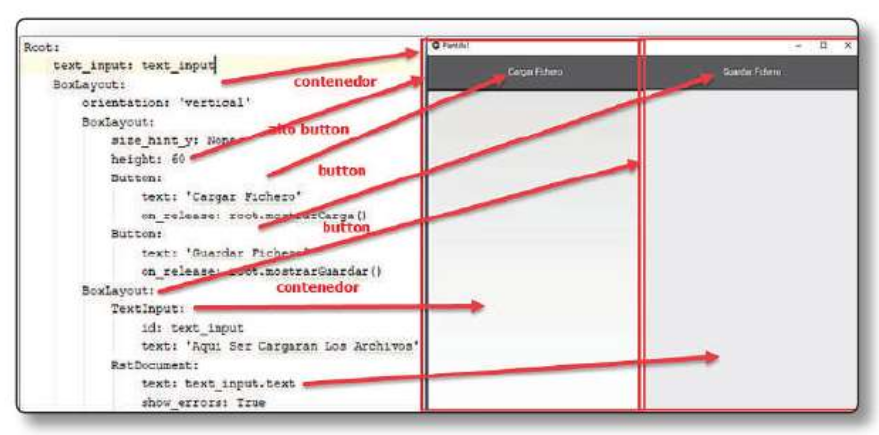 Root:
text_input: text_input
BoxLayout:
orientation: 'vertical'
BoxLayout:
size_hint_y: None
height: 60
Button:
text: 'Cargar Fichero'
on_release: root.mostrarCarga()
Button:
text: 'Guardar Fichero
on_release: root.mostrarGuardar()
BoxLayout:
TextInput:
id: text_input
text: 'Aqui Ser Cargaran Los Archivos'
RstDocument:
text: text_input.text
show_errors: True
contenedor
alto button
button
button
contenedor
Cargar Fichero
Guardar Fichero